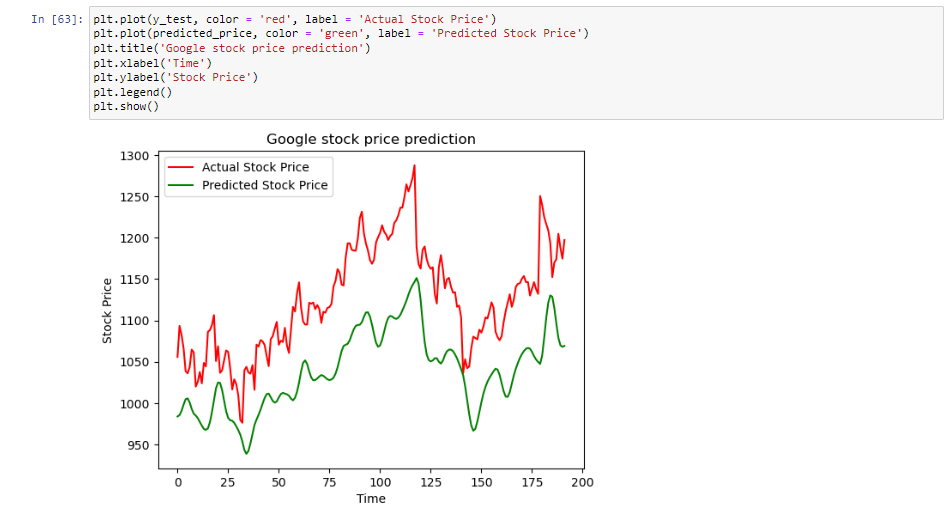 In [63]: plt.plot(y_test, color = 'red', label = 'Actual Stock Price')
plt.plot(predicted_price, color = 'green', label = 'Predicted Stock Price')
plt.title('Google stock price prediction')
plt.xlabel('Time')
plt.ylabel('Stock Price')
plt.legend()
plt.show()
Google stock price prediction
Actual Stock Price
Predicted Stock Price
1300
1250
1200
1150
1100
1050
1000
950
Stock Price
0 25 50 75 100 125 150 175 200
Time